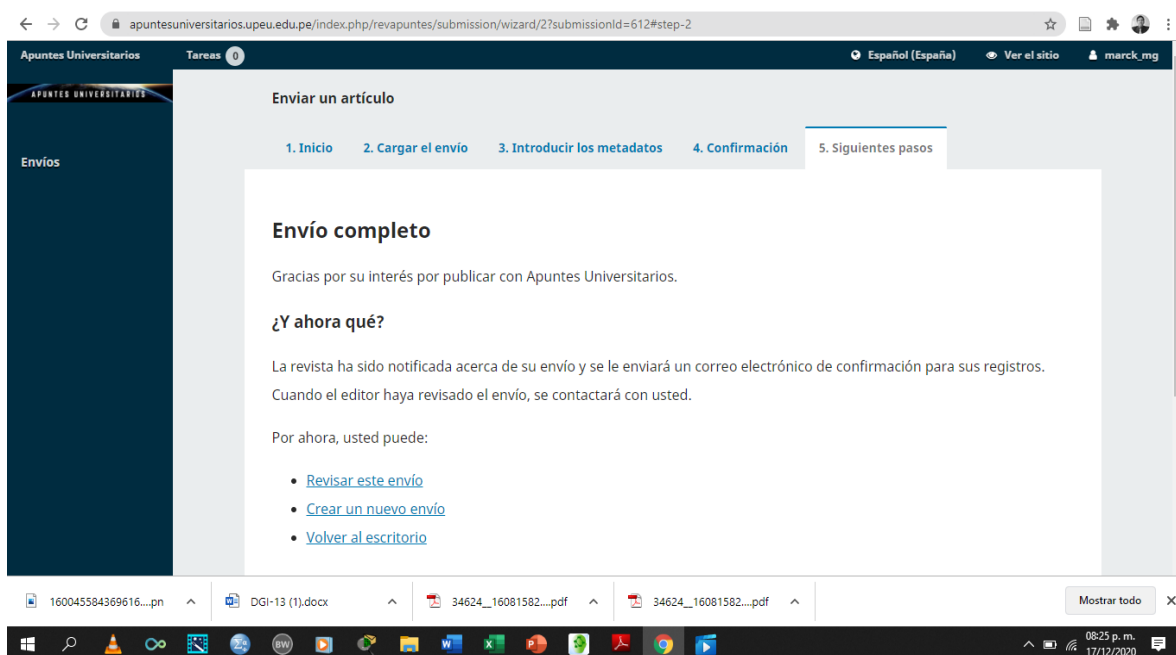 apuntesuniversitarios.upeu.edu.pe/index.php/revapuntes/submission/wizard/2?submissionId=612#step-2
Apuntes Universitarios Tareas 0 Español (España) Ver el sitio marck_mg
APUNTES UNIVERSITARIOS
Enviar un artículo
Envíos
1. Inicio 2. Cargar el envío 3. Introducir los metadatos 4. Confirmación 5. Siguientes pasos
Envío completo
Gracias por su interés por publicar con Apuntes Universitarios.
¿Y ahora qué?
La revista ha sido notificada acerca de su envío y se le enviará un correo electrónico de confirmación para sus registros.
Cuando el editor haya revisado el envío, se contactará con usted.
Por ahora, usted puede:
• Revisar este envío
• Crear un nuevo envío
• Volver al escritorio
160045584369616....pn DGI-13 (1).docx 34624__16081582....pdf 34624__16081582....pdf Mostrar todo
BW
08:25 p. m.
17/12/2020